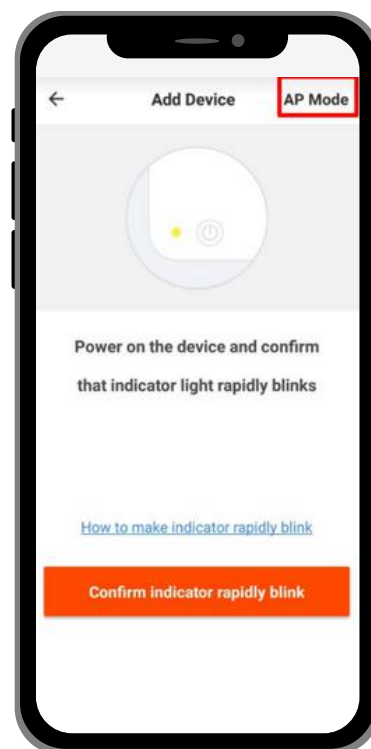 Add Device
AP Mode
Power on the device and confirm
that indicator light rapidly blinks
How to make indicator rapidly blink
Confirm indicator rapidly blink